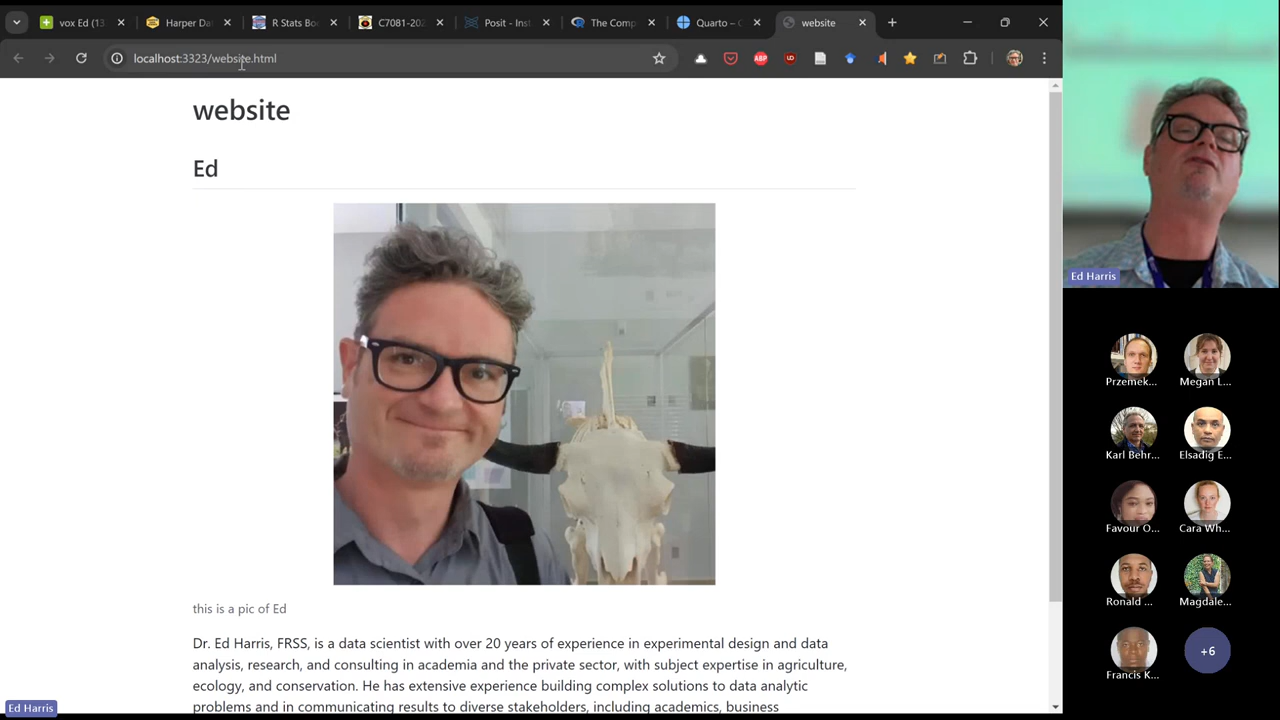 vox Ed (13
Harper Da
R Stats Bo
C7081-202
Posit - Inst
The Comp
Quarto – C
website
localhost:3323/website.html
website
Ed
this is a pic of Ed
Dr. Ed Harris, FRSS, is a data scientist with over 20 years of experience in experimental design and data
analysis, research, and consulting in academia and the private sector, with subject expertise in agriculture,
ecology, and conservation. He has extensive experience building complex solutions to data analytic
problems and in communicating results to diverse stakeholders, including academics, business
Ed Harris
Ed Harris
Przemek...
Megan L...
Karl Behr...
Elsadig E...
Favour O...
Cara Wh...
Ronald ...
Magdale...
Francis K...
+6
ABP